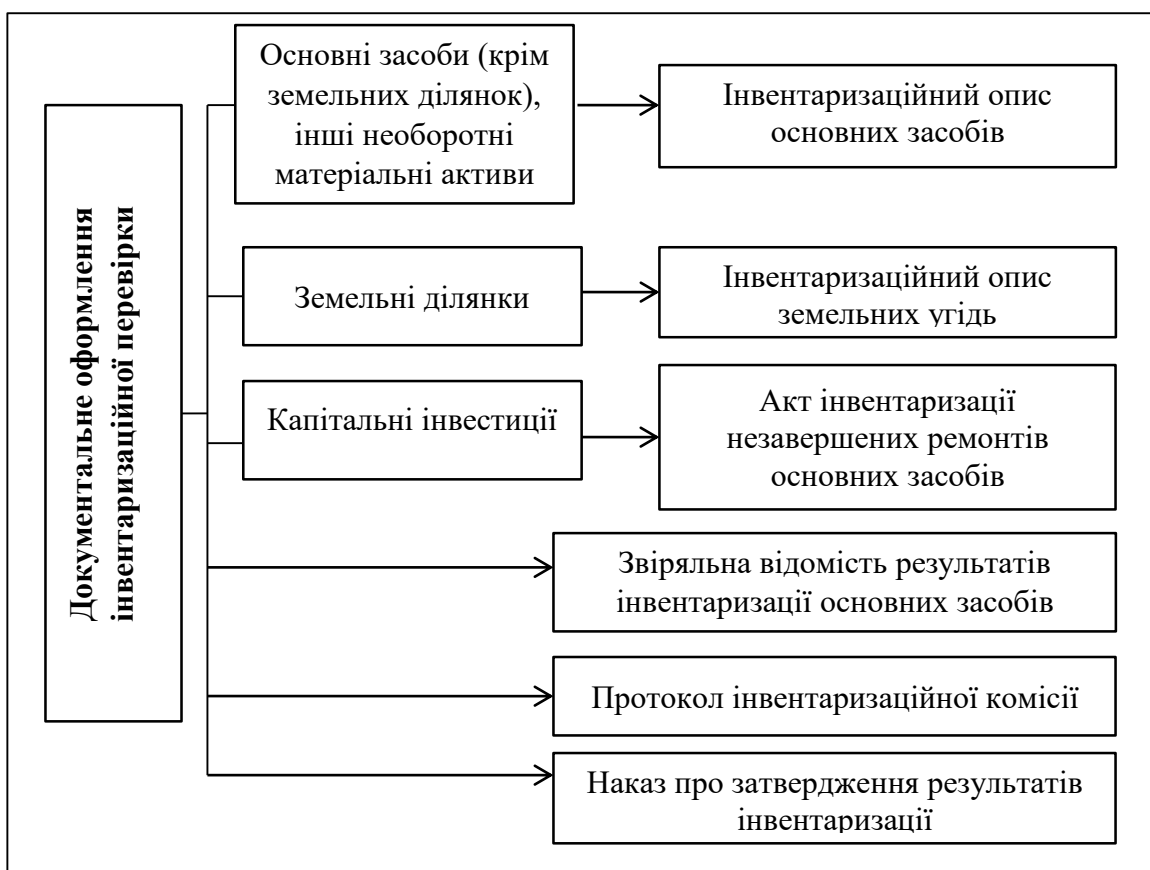 Документальне оформлення
інвентаризаційної перевірки
Основні засоби (крім
земельних ділянок),
інші необоротні
матеріальні активи
Інвентаризаційний опис
основних засобів
Земельні ділянки
Інвентаризаційний опис
земельних угідь
Капітальні інвестиції
Акт інвентаризації
незавершених ремонтів
основних засобів
Звіряльна відомість результатів
інвентаризації основних засобів
Протокол інвентаризаційної комісії
Наказ про затвердження результатів
інвентаризації